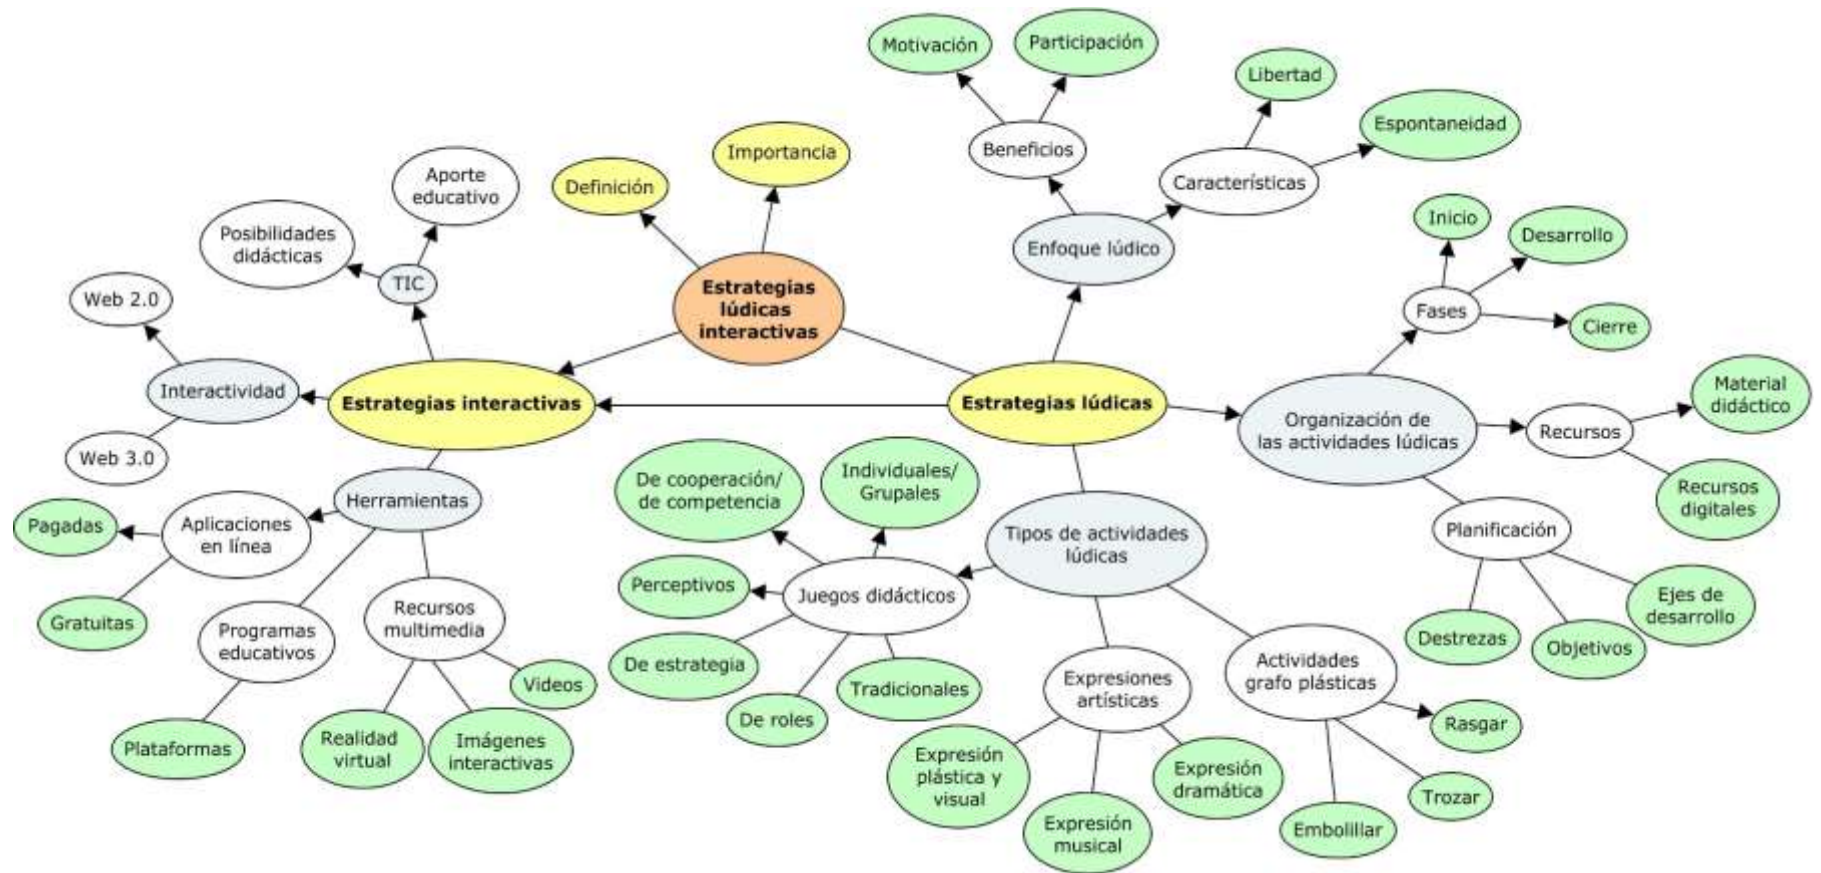 Motivación
Participación
Libertad
Espontaneidad
Beneficios
Características
Importancia
Definición
Aporte
educativo
Posibilidades
didácticas
TIC
Enfoque lúdico
Inicio
Desarrollo
Fases
Cierre
Web 2.0
Estrategias
lúdicas
interactivas
Interactividad
Estrategias interactivas
Estrategias lúdicas
Organización de
las actividades lúdicas
Material
didáctico
Recursos
Recursos
digitales
Web 3.0
Herramientas
De cooperación/
de competencia
Individuales/
Grupales
Pagadas
Aplicaciones
en línea
Tipos de actividades
lúdicas
Planificación
Perceptivos
Juegos didácticos
Gratuitas
Programas
educativos
Recursos
multimedia
Destrezas
Objetivos
Ejes de
desarrollo
De estrategia
De roles
Tradicionales
Expresiones
artísticas
Actividades
grafo plásticas
Videos
Plataformas
Realidad
virtual
Imágenes
interactivas
Rasgar
Expresión
plástica y
visual
Expresión
musical
Expresión
dramática
Trozar
Embolillar